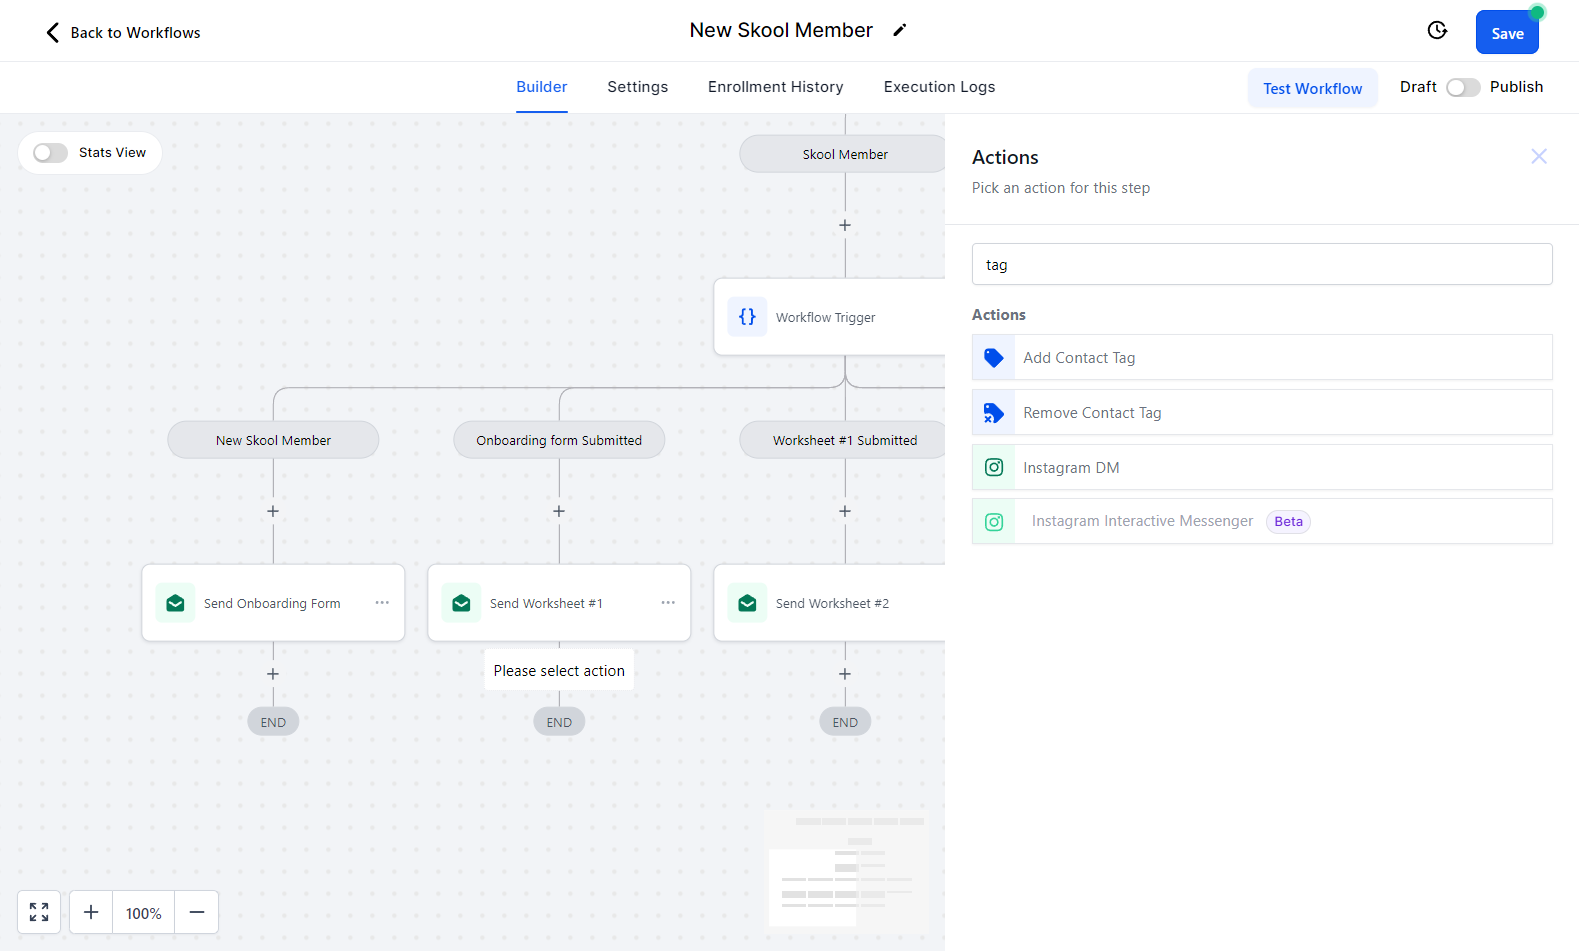 Back to Workflows
New Skool Member
Save
Builder
Settings
Enrollment History
Execution Logs
Test Workflow
Draft
Publish
Stats View
Skool Member
+
{} Workflow Trigger
New Skool Member
Onboarding form Submitted
Worksheet #1 Submitted
+
+
+
Send Onboarding Form ...
Send Worksheet #1 ...
Send Worksheet #2
+
Please select action
+
END
END
END
+
100%
−
Actions
Pick an action for this step
tag
Actions
Add Contact Tag
Remove Contact Tag
Instagram DM
Instagram Interactive Messenger Beta